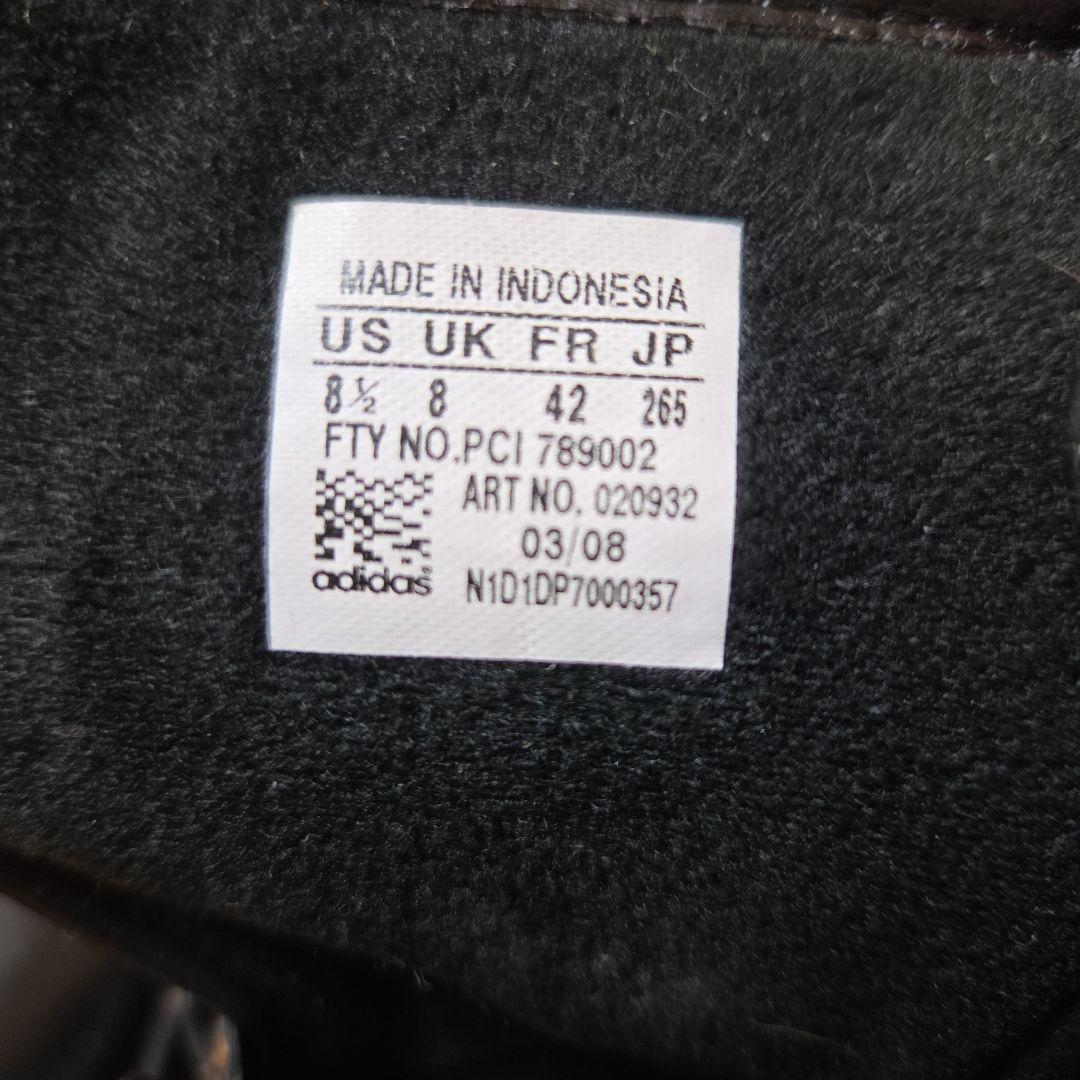 MADE IN INDONESIA
US UK FR JP
8½ 8 42 265
FTY NO.PCI 789002
ART NO. 020932
03/08
adidas N1D1DP7000357